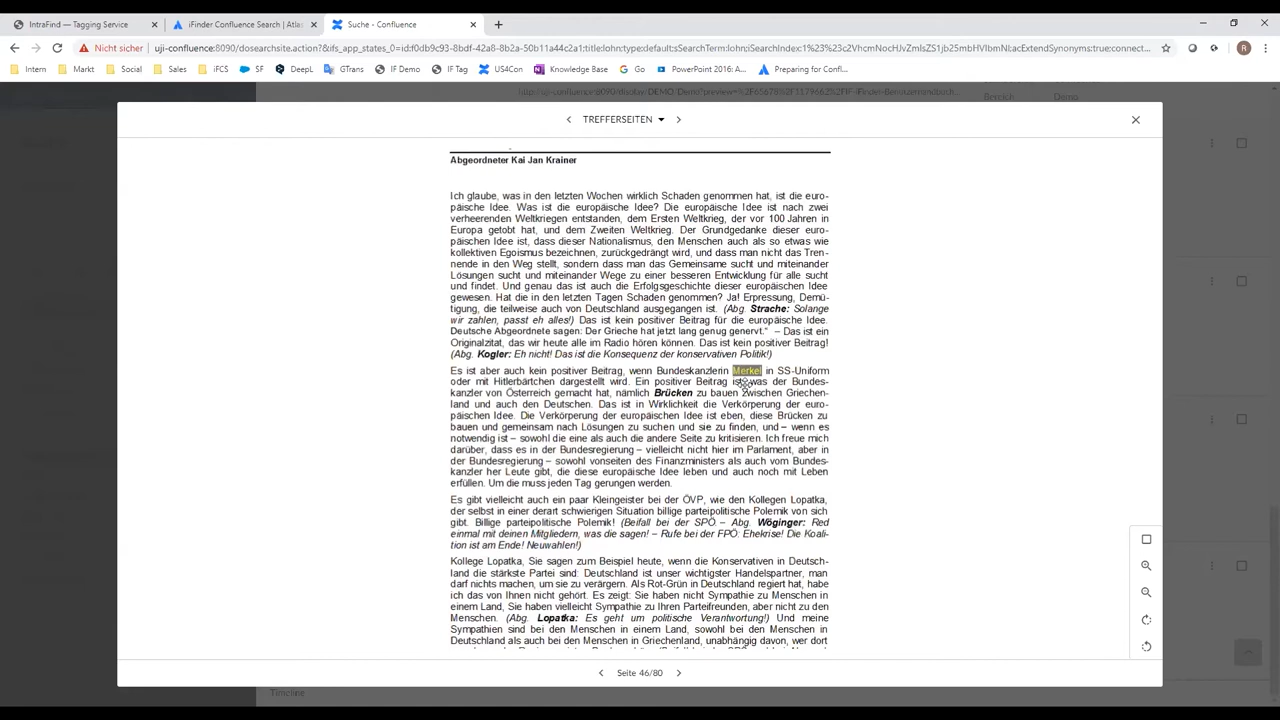 IntraFind — Tagging Service
iFinder Confluence Search | Atlas
Suche - Confluence
Nicht sicher
uji-confluence:8090/dosearchsite.action?
Intern
Markt
Social
Sales
iFCS
SF
DeepL
GTrans
IF Demo
IF Tag
US4Con
Knowledge Base
Go
PowerPoint 2016: A...
Preparing for Confl...
Bereich
Demo
TREFFERSEITEN
Abgeordneter Kai Jan Krainer
Ich glaube, was in den letzten Wochen wirklich Schaden genommen hat, ist die euro-
päische Idee. Was ist die europäische Idee? Die europäische Idee ist nach zwei
verheerenden Weltkriegen entstanden, dem Ersten Weltkrieg, der vor 100 Jahren in
Europa getobt hat, und dem Zweiten Weltkrieg. Der Grundgedanke dieser euro-
päischen Idee ist, dass dieser Nationalismus, den Menschen auch als so etwas wie
kollektiven Egoismus bezeichnen, zurückgedrängt wird, und dass man nicht das Tren-
nende in den Weg stellt, sondern dass man das Gemeinsame sucht und miteinander
Lösungen sucht und miteinander Wege zu einer besseren Entwicklung für alle sucht
und findet. Und genau das ist auch die Erfolgsgeschichte dieser europäischen Idee
gewesen. Hat die in den letzten Tagen Schaden genommen? Ja! Erpressung, Demü-
tigung, die teilweise auch von Deutschland ausgegangen ist. (Abg. Strache: Solange
wir zahlen, passt eh alles!) Das ist kein positiver Beitrag für die europäische Idee.
Deutsche Abgeordnete sagen: Der Grieche hat jetzt lang genug genervt.“ – Das ist ein
Originalzitat, das wir heute alle im Radio hören können. Das ist kein positiver Beitrag!
(Abg. Kogler: Eh nicht! Das ist die Konsequenz der konservativen Politik!)
Es ist aber auch kein positiver Beitrag, wenn Bundeskanzlerin Merkel in SS-Uniform
oder mit Hitlerbärtchen dargestellt wird. Ein positiver Beitrag ist, was der Bundes-
kanzler von Österreich gemacht hat, nämlich Brücken zu bauen zwischen Griechen-
land und auch den Deutschen. Das ist in Wirklichkeit die Verkörperung der euro-
päischen Idee. Die Verkörperung der europäischen Idee ist eben, diese Brücken zu
bauen und gemeinsam nach Lösungen zu suchen und sie zu finden, und – wenn es
notwendig ist – sowohl die eine als auch die andere Seite zu kritisieren. Ich freue mich
darüber, dass es in der Bundesregierung – vielleicht nicht hier im Parlament, aber in
der Bundesregierung – sowohl vonseiten des Finanzministers als auch vom Bundes-
kanzler her Leute gibt, die diese europäische Idee leben und auch noch mit Leben
erfüllen. Um die muss jeden Tag gerungen werden.
Es gibt vielleicht auch ein paar Kleingeister bei der ÖVP, wie den Kollegen Lopatka,
der selbst in einer derart schwierigen Situation billige parteipolitische Polemik von sich
gibt. Billige parteipolitische Polemik! (Beifall bei der SPÖ. – Abg. Wöginger: Red
einmal mit deinen Mitgliedern, was die sagen! – Rufe bei der FPÖ: Ehekrise! Die Koali-
tion ist am Ende! Neuwahlen!)
Kollege Lopatka, Sie sagen zum Beispiel heute, wenn die Konservativen in Deutsch-
land die stärkste Partei sind: Deutschland ist unser wichtigster Handelspartner, man
darf nichts machen, um sie zu verärgern. Als Rot-Grün in Deutschland regiert hat, habe
ich das von Ihnen nicht gehört. Es zeigt: Sie haben nicht Sympathie zu Menschen in
einem Land, Sie haben vielleicht Sympathie zu Ihren Parteifreunden, aber nicht zu den
Menschen. (Abg. Lopatka: Es geht um politische Verantwortung!) Und meine
Sympathien sind bei den Menschen in einem Land, sowohl bei den Menschen in
Deutschland als auch bei den Menschen in Griechenland, unabhängig davon, wer dort
Seite 46/80
Timeline